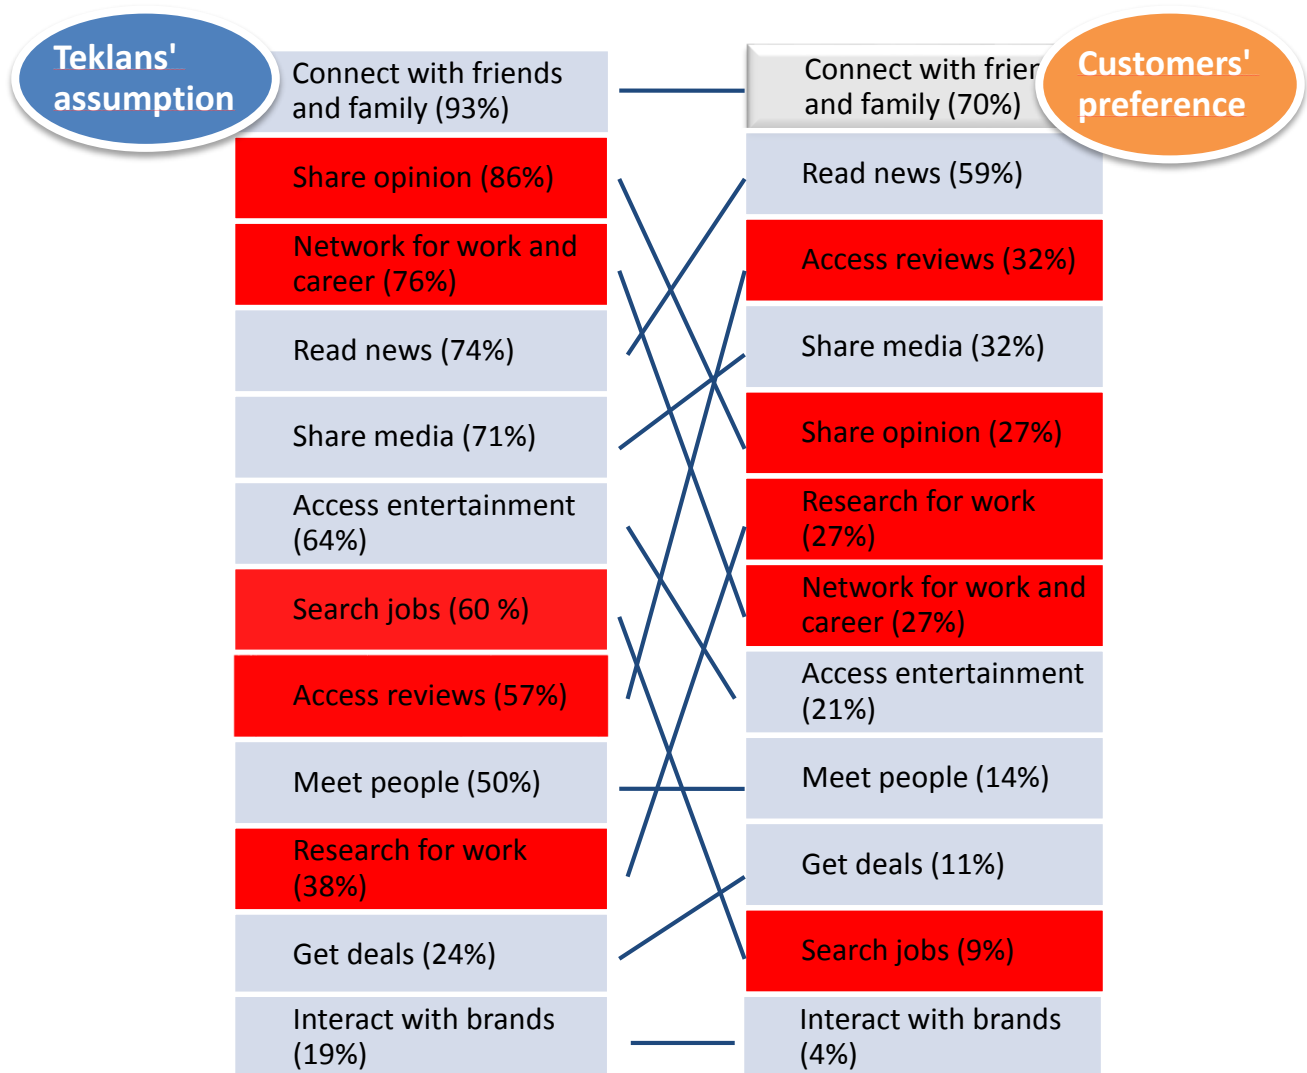 Teklans'
assumption
Connect with friends
and family (93%)
Share opinion (86%)
Network for work and
career (76%)
Read news (74%)
Share media (71%)
Access entertainment
(64%)
Search jobs (60 %)
Access reviews (57%)
Meet people (50%)
Research for work
(38%)
Get deals (24%)
Interact with brands
(19%)
Customers'
preference
Connect with frien
and family (70%)
Read news (59%)
Access reviews (32%)
Share media (32%)
Share opinion (27%)
Research for work
(27%)
Network for work and
career (27%)
Access entertainment
(21%)
Meet people (14%)
Get deals (11%)
Search jobs (9%)
Interact with brands
(4%)